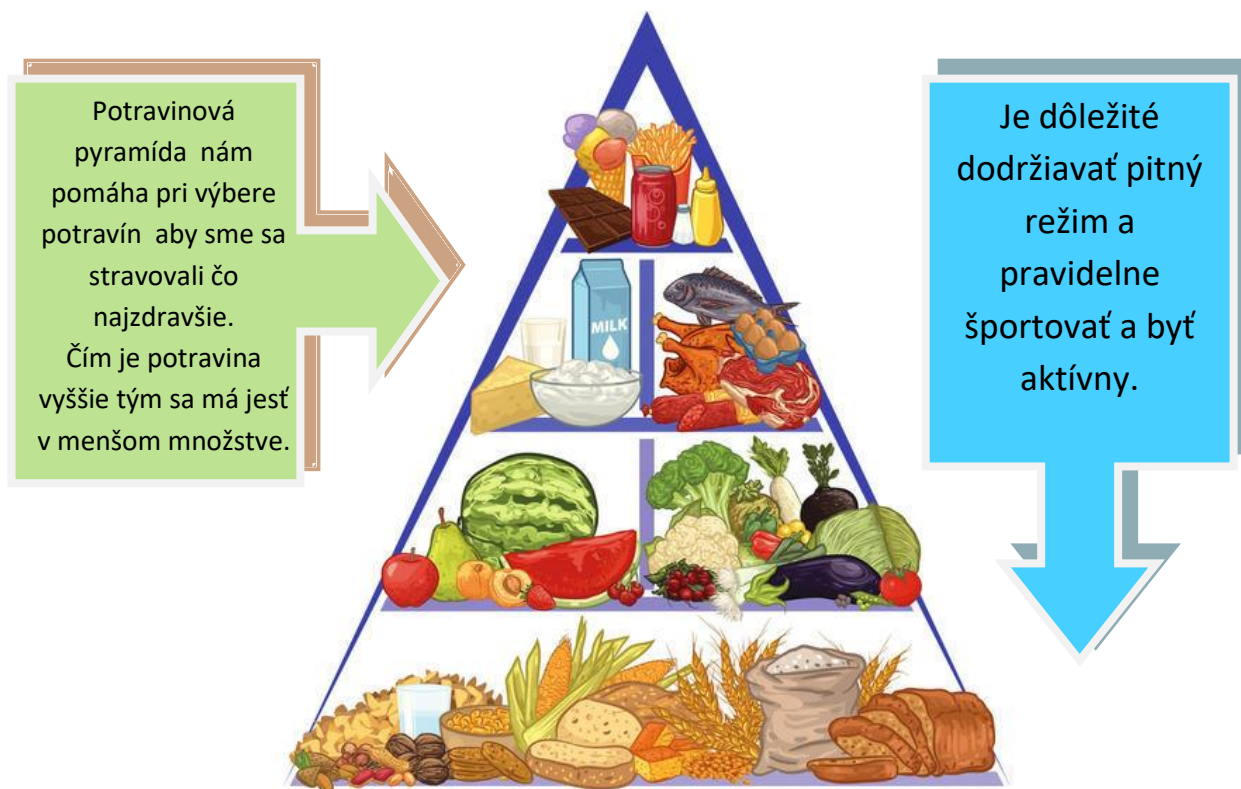 Potravinová
pyramída nám
pomáha pri výbere
potravín aby sme sa
stravovali čo
najzdravšie.
Čím je potravina
vyššie tým sa má jesť
v menšom množstve.
MILK
Je dôležité
dodržiavať pitný
režim a
pravidelne
športovať a byť
aktívny.